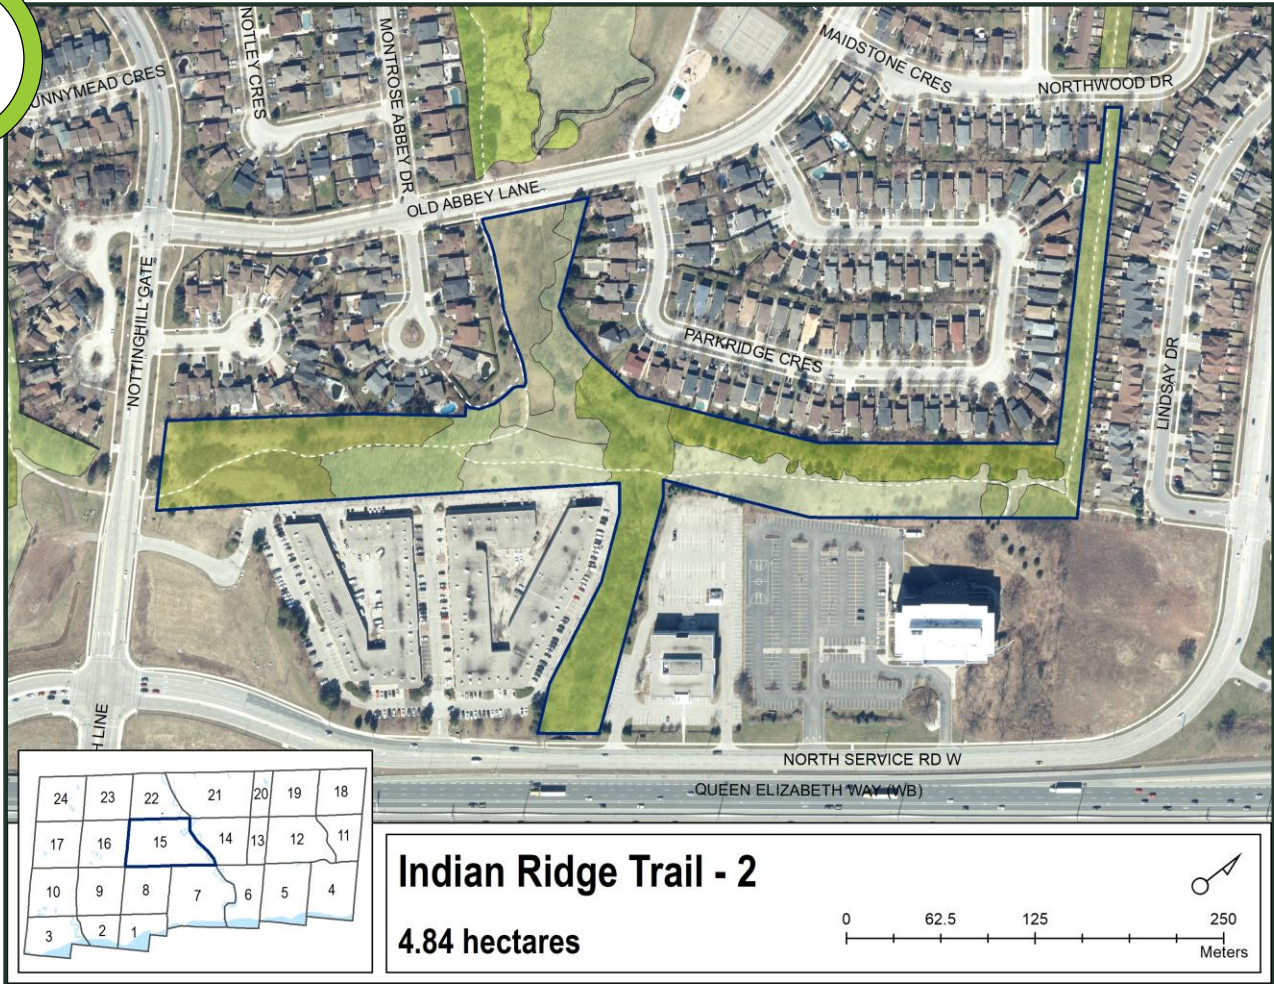 NOTLEY CRES
MONTROSE ABBEY DR
MAIDSTONE CRES
UNNYMEAD CRES
NORTHWOOD DR
OLD ABBEY LANE
NOTTINGHILL GATE
PARKRIDGE CRES
LINDSAY DR
H LINE
NORTH SERVICE RD W
QUEEN ELIZABETH WAY (WB)
24 23 22 21 20 19 18
17 16 15 14 13 12 11
10 9 8 7 6 5 4
3 2 1
Indian Ridge Trail - 2
4.84 hectares
0 62.5 125 250
Meters